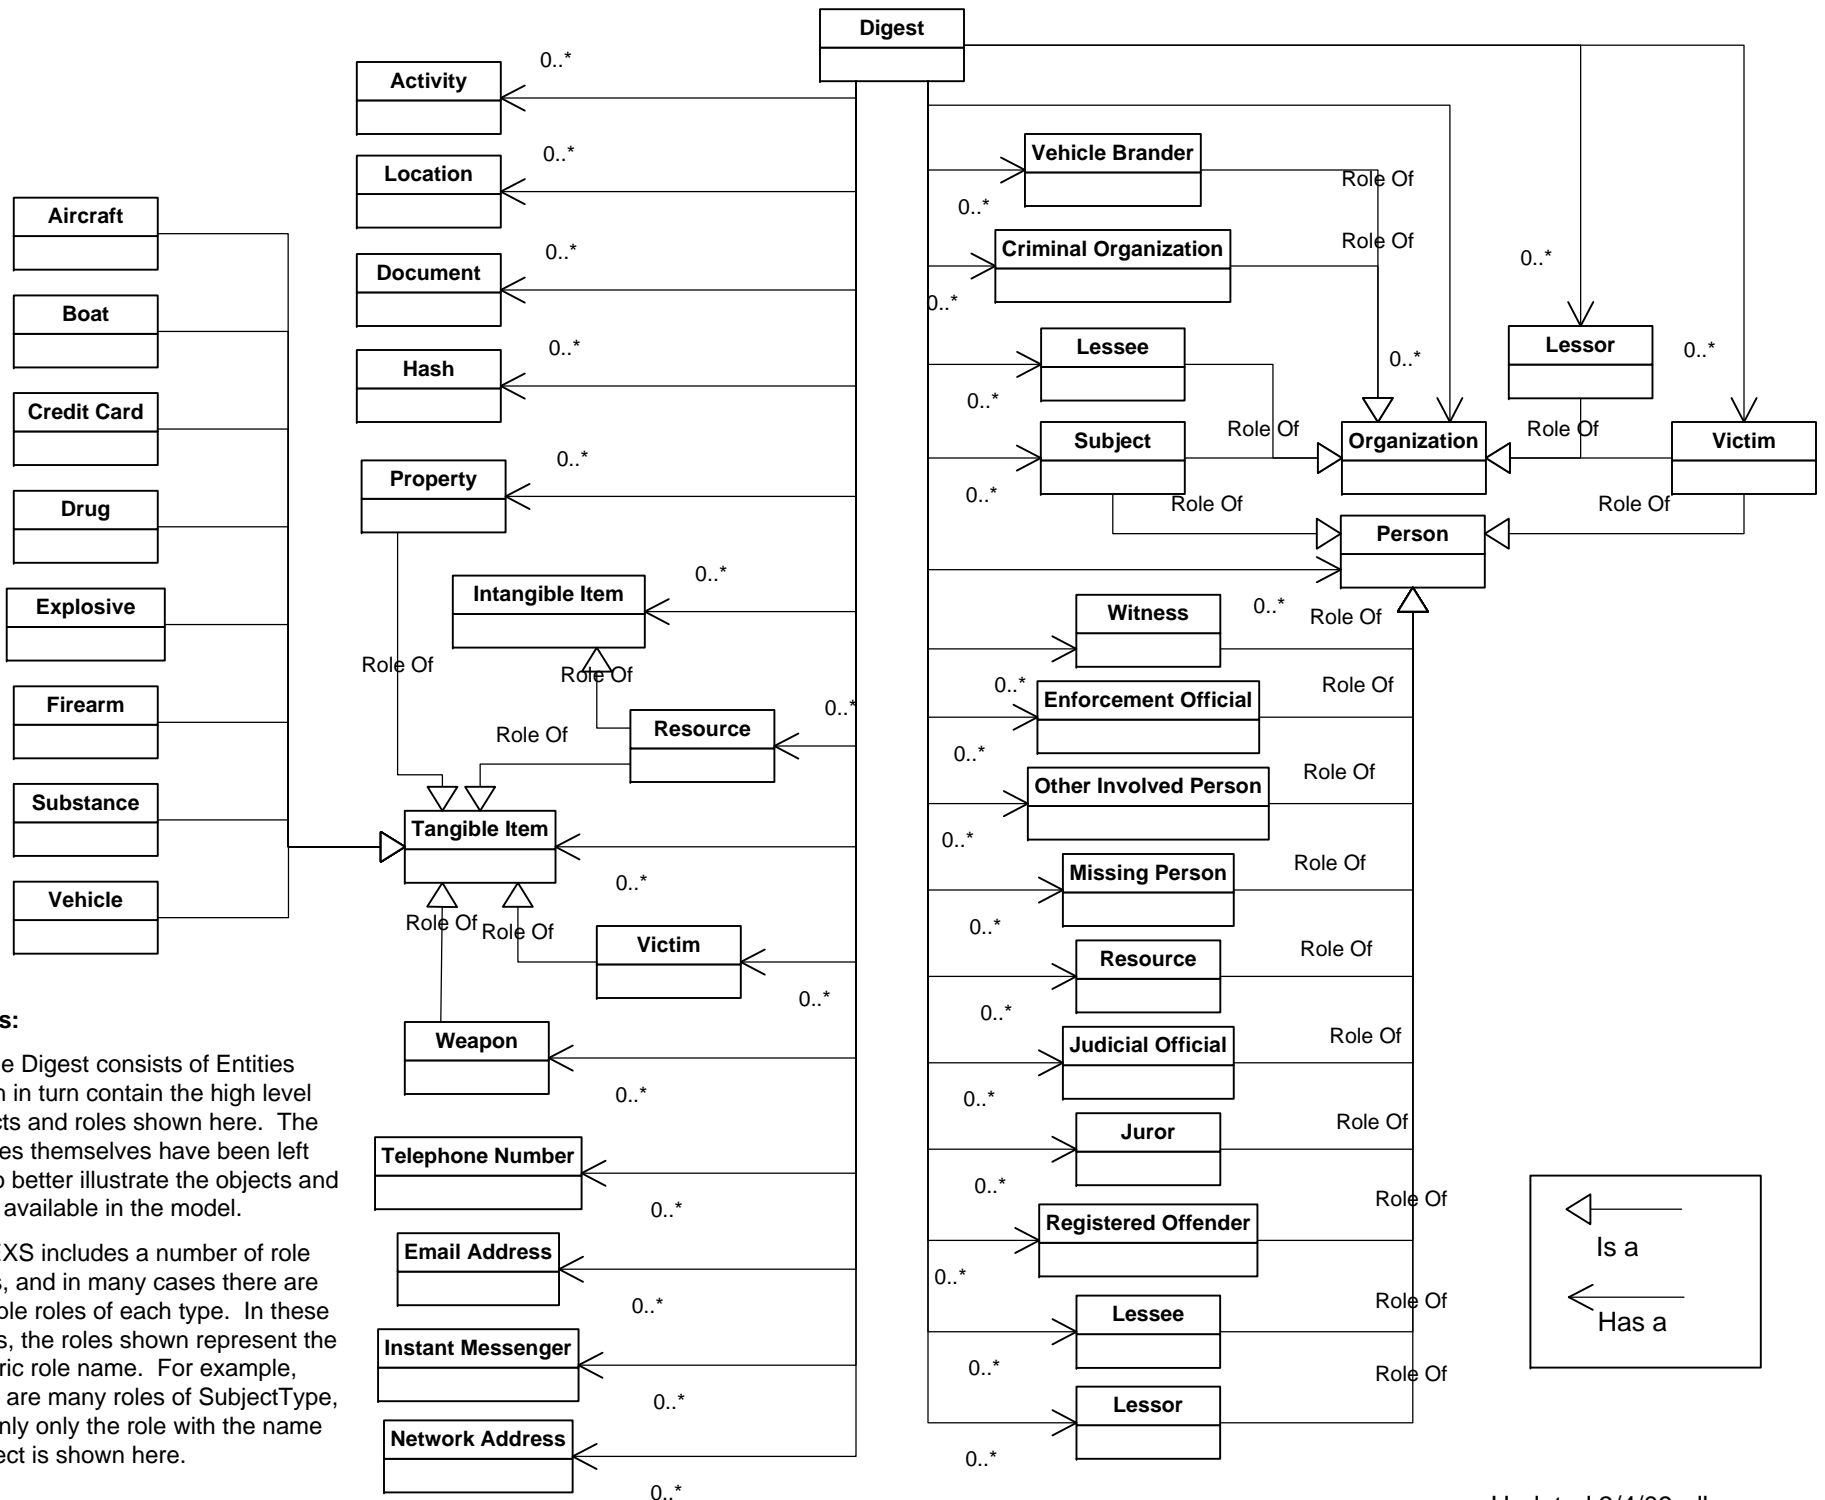 Digest
Activity
0..*
Location
0..*
Document
0..*
Hash
0..*
Property
0..*
Intangible Item
0..*
Role Of
Role Of
Resource
0..*
Role Of
Tangible Item
0..*
Role Of
Role Of
Victim
0..*
Weapon
0..*
Telephone Number
0..*
Email Address
0..*
Instant Messenger
0..*
Network Address
0..*
Aircraft
Boat
Credit Card
Drug
Explosive
Firearm
Substance
Vehicle
Vehicle Brander
0..*
Role Of
Criminal Organization
0..*
Role Of
Lessee
0..*
Role Of
Subject
0..*
Role Of
Organization
0..*
Lessor
0..*
Role Of
Victim
0..*
Role Of
Person
0..*
Witness
0..*
Role Of
Enforcement Official
0..*
Role Of
Other Involved Person
0..*
Role Of
Missing Person
0..*
Role Of
Resource
0..*
Role Of
Judicial Official
0..*
Role Of
Juror
0..*
Role Of
Registered Offender
0..*
Role Of
Lessee
0..*
Role Of
Lessor
0..*
Role Of
Is a
Has a
s:
e Digest consists of Entities
in turn contain the high level
cts and roles shown here. The
es themselves have been left
o better illustrate the objects and
available in the model.
EXS includes a number of role
s, and in many cases there are
ple roles of each type. In these
s, the roles shown represent the
ric role name. For example,
are many roles of SubjectType,
nly only the role with the name
ect is shown here.